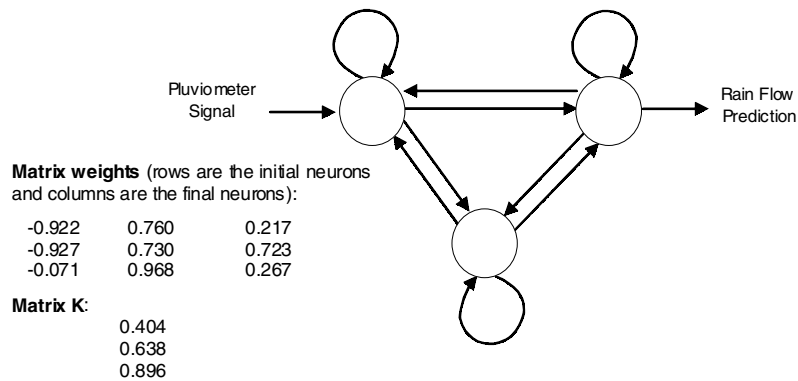 Pluviometer
Signal
Rain Flow
Prediction
Matrix weights (rows are the initial neurons
and columns are the final neurons):
-0.922 0.760 0.217
-0.927 0.730 0.723
-0.071 0.968 0.267
Matrix K:
0.404
0.638
0.896